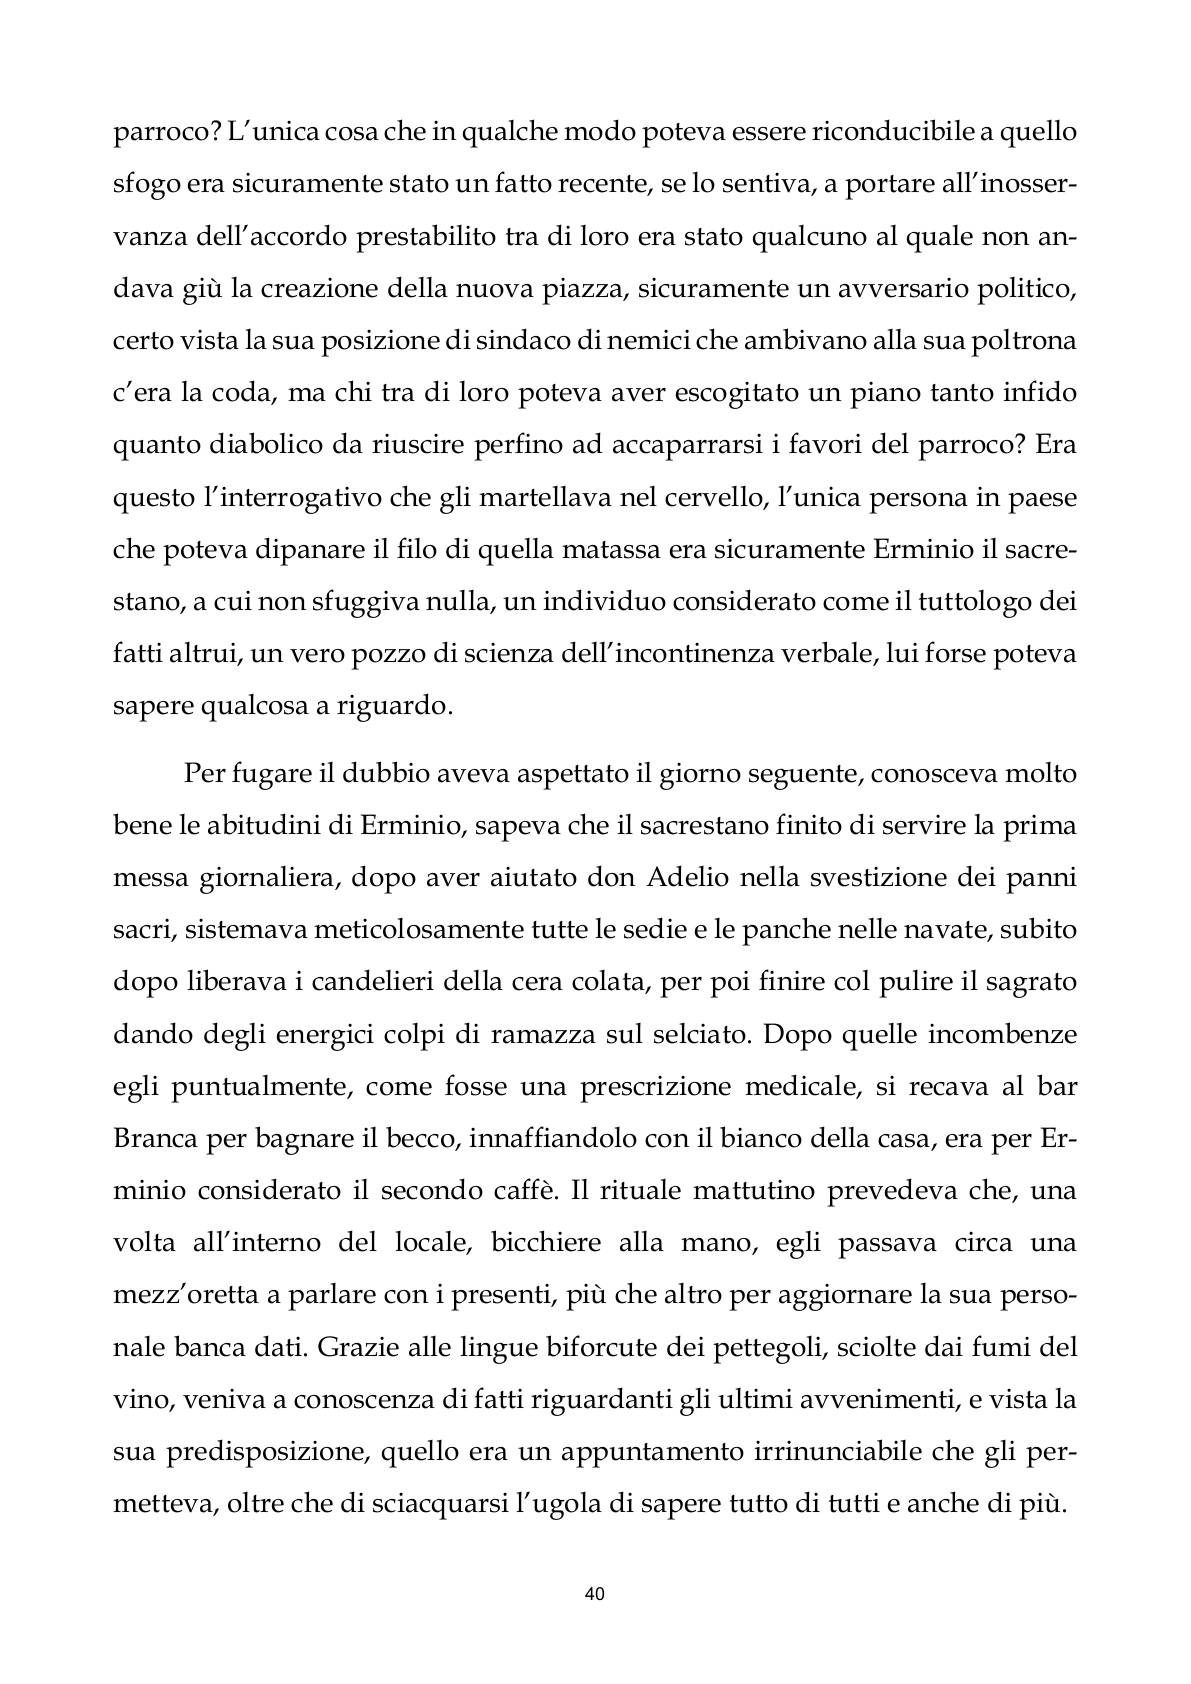 parroco? L’unica cosa che in qualche modo poteva essere riconducibile a quello
sfogo era sicuramente stato un fatto recente, se lo sentiva, a portare all’inosser-
vanza dell’accordo prestabilito tra di loro era stato qualcuno al quale non an-
dava giù la creazione della nuova piazza, sicuramente un avversario politico,
certo vista la sua posizione di sindaco di nemici che ambivano alla sua poltrona
c’era la coda, ma chi tra di loro poteva aver escogitato un piano tanto infido
quanto diabolico da riuscire perfino ad accaparrarsi i favori del parroco? Era
questo l’interrogativo che gli martellava nel cervello, l’unica persona in paese
che poteva dipanare il filo di quella matassa era sicuramente Erminio il sacre-
stano, a cui non sfuggiva nulla, un individuo considerato come il tuttologo dei
fatti altrui, un vero pozzo di scienza dell’incontinenza verbale, lui forse poteva
sapere qualcosa a riguardo.
Per fugare il dubbio aveva aspettato il giorno seguente, conosceva molto
bene le abitudini di Erminio, sapeva che il sacrestano finito di servire la prima
messa giornaliera, dopo aver aiutato don Adelio nella svestizione dei panni
sacri, sistemava meticolosamente tutte le sedie e le panche nelle navate, subito
dopo liberava i candelieri della cera colata, per poi finire col pulire il sagrato
dando degli energici colpi di ramazza sul selciato. Dopo quelle incombenze
egli puntualmente, come fosse una prescrizione medicale, si recava al bar
Branca per bagnare il becco, innaffiandolo con il bianco della casa, era per Er-
minio considerato il secondo caffè. Il rituale mattutino prevedeva che, una
volta all’interno del locale, bicchiere alla mano, egli passava circa una
mezz’oretta a parlare con i presenti, più che altro per aggiornare la sua perso-
nale banca dati. Grazie alle lingue biforcute dei pettegoli, sciolte dai fumi del
vino, veniva a conoscenza di fatti riguardanti gli ultimi avvenimenti, e vista la
sua predisposizione, quello era un appuntamento irrinunciabile che gli per-
metteva, oltre che di sciacquarsi l’ugola di sapere tutto di tutti e anche di più.
40